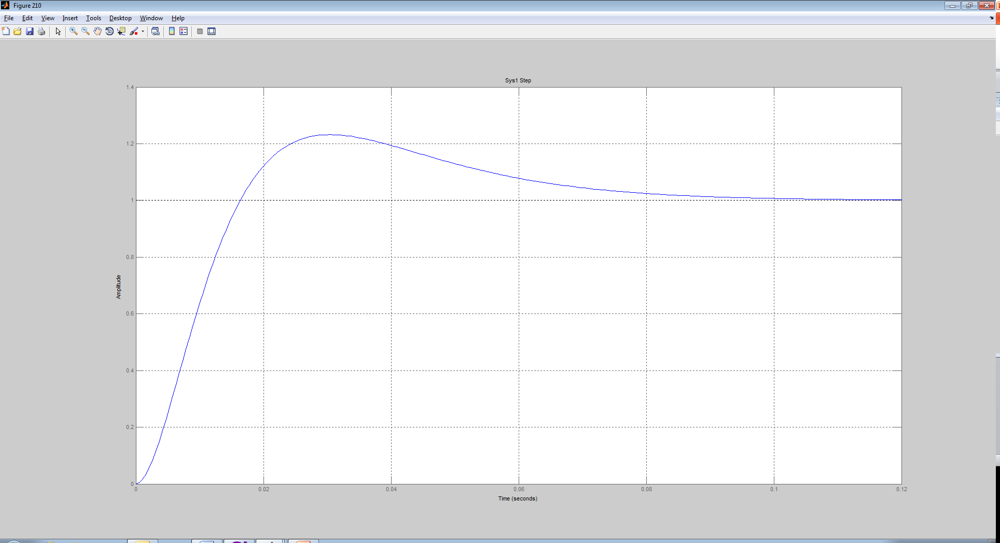 Figure 210
File Edit View Insert Tools Desktop Window Help
Sys1 Step
1.4
1.2
1
0.8
0.6
0.4
0.2
0
Amplitude
0 0.02 0.04 0.06 0.08 0.1 0.12
Time (seconds)